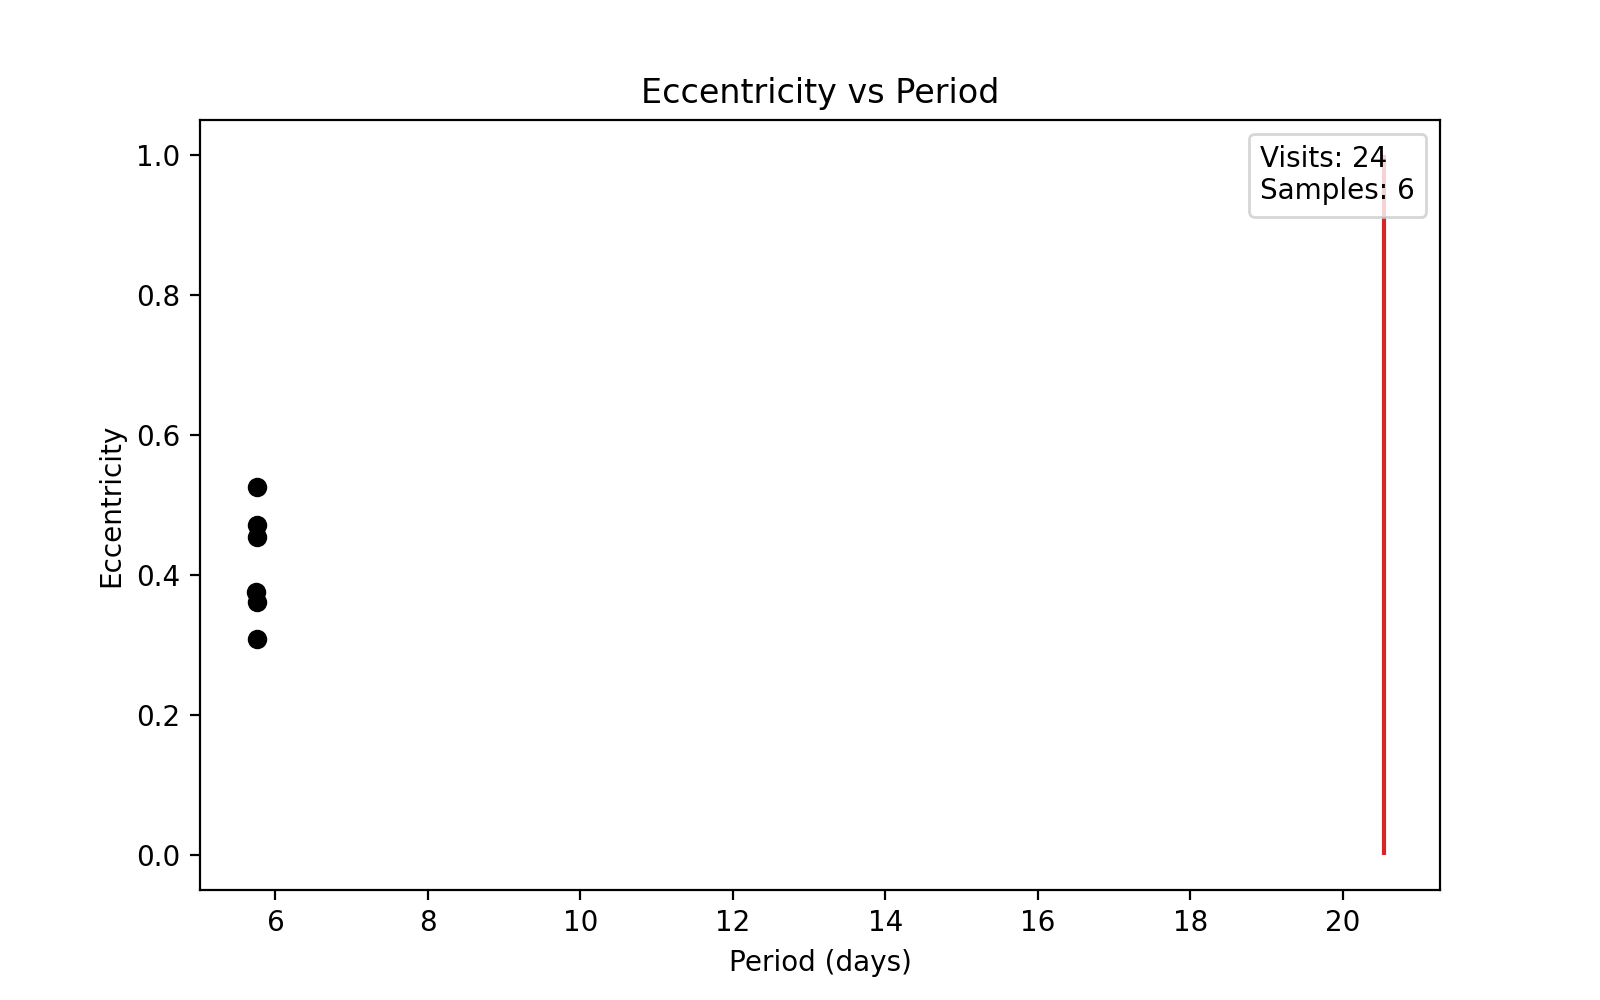 Eccentricity vs Period
Visits: 24
Samples: 6
1.0
0.8
0.6
0.4
0.2
0.0
Eccentricity
6 8 10 12 14 16 18 20
Period (days)